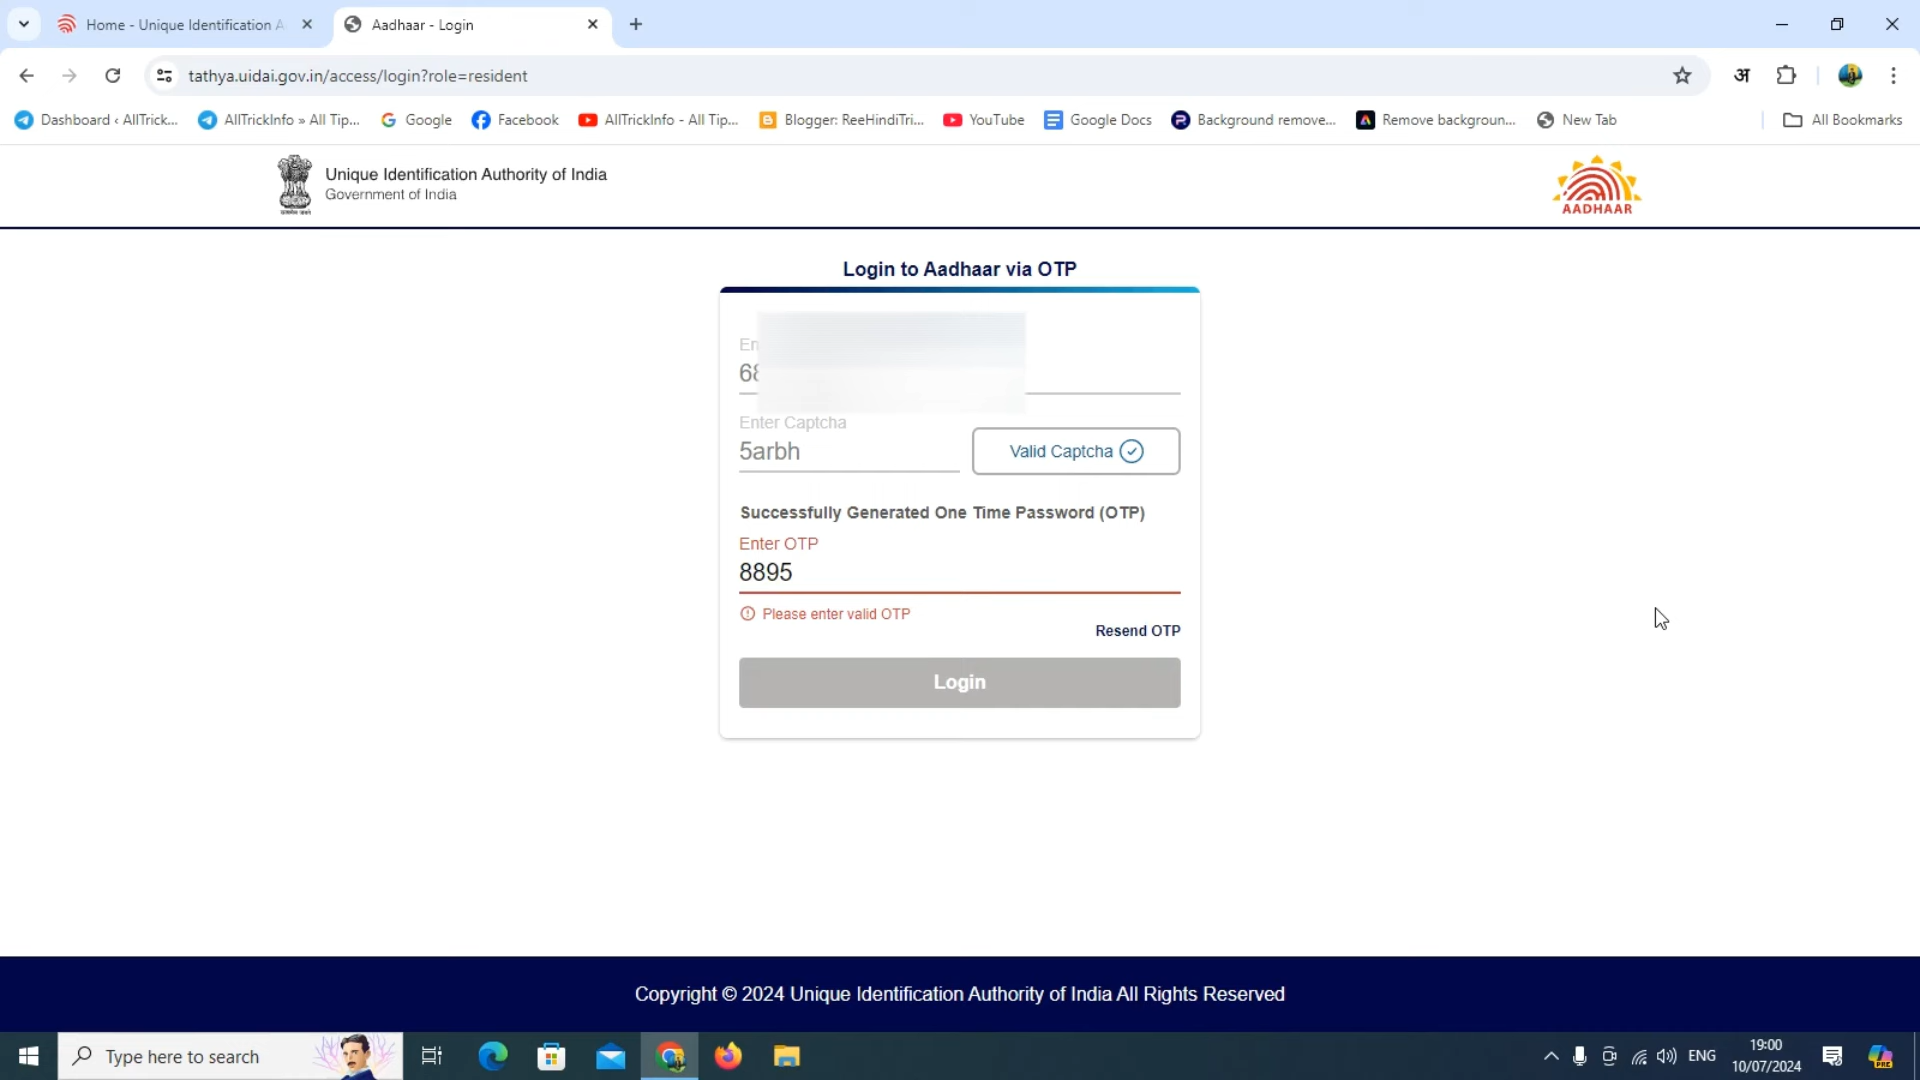 Home - Unique Identification A
Aadhaar - Login
tathya.uidai.gov.in/access/login?role=resident
अ
Dashboard ‹ AllTrick...
AllTrickInfo » All Tip...
Google
Facebook
AllTrickInfo - All Tip...
Blogger: ReeHindiTri...
YouTube
Google Docs
Background remove...
Remove backgroun...
New Tab
All Bookmarks
Unique Identification Authority of India
Government of India
AADHAAR
Login to Aadhaar via OTP
En
68
Enter Captcha
5arbh
Valid Captcha
Successfully Generated One Time Password (OTP)
Enter OTP
8895
Please enter valid OTP
Resend OTP
Login
Copyright © 2024 Unique Identification Authority of India All Rights Reserved
Type here to search
ENG
19:00
10/07/2024